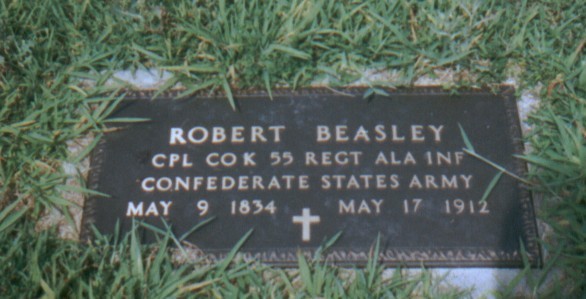 ROBERT BEASLEY
CPL CO K 55 REGT ALA INF
CONFEDERATE STATES ARMY
MAY 9 1834 MAY 17 1912